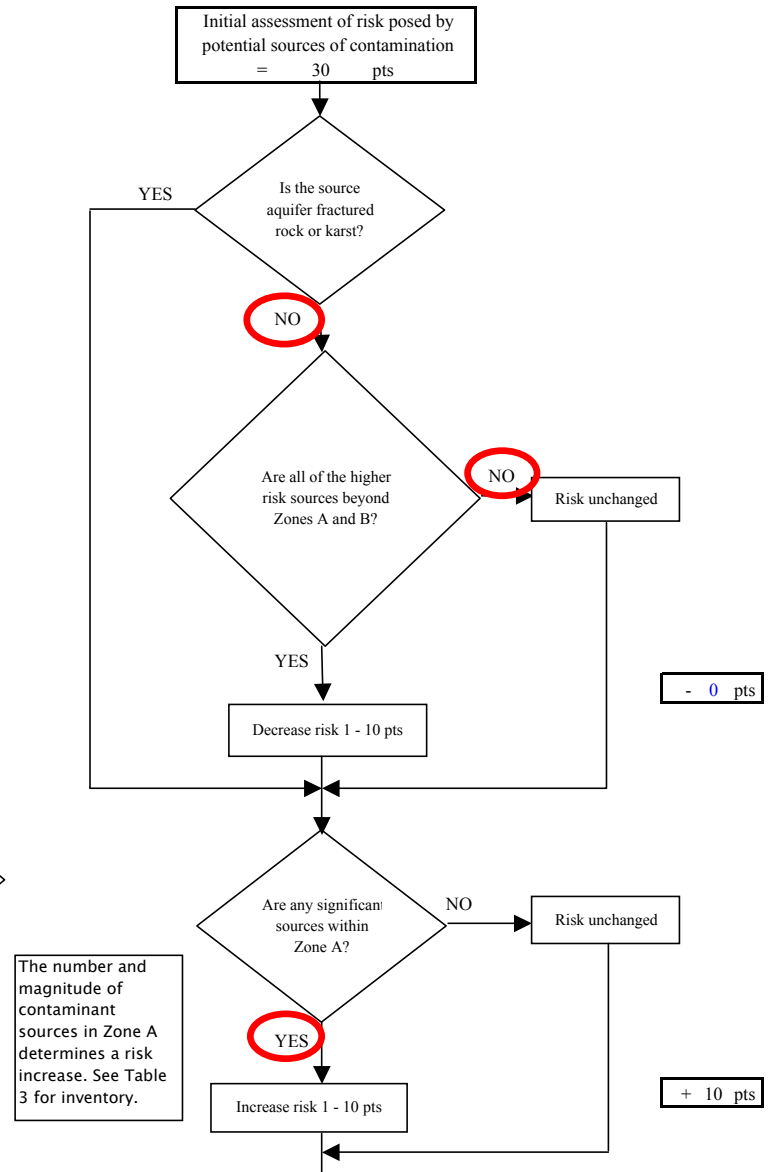 Initial assessment of risk posed by
potential sources of contamination
= 30 pts
YES
Is the source
aquifer fractured
rock or karst?
NO
Are all of the higher
risk sources beyond
Zones A and B?
NO
Risk unchanged
YES
- 0 pts
Decrease risk 1 - 10 pts
Are any significant
sources within
Zone A?
NO
Risk unchanged
The number and
magnitude of
contaminant
sources in Zone A
determines a risk
increase. See Table
3 for inventory.
YES
Increase risk 1 - 10 pts
+ 10 pts